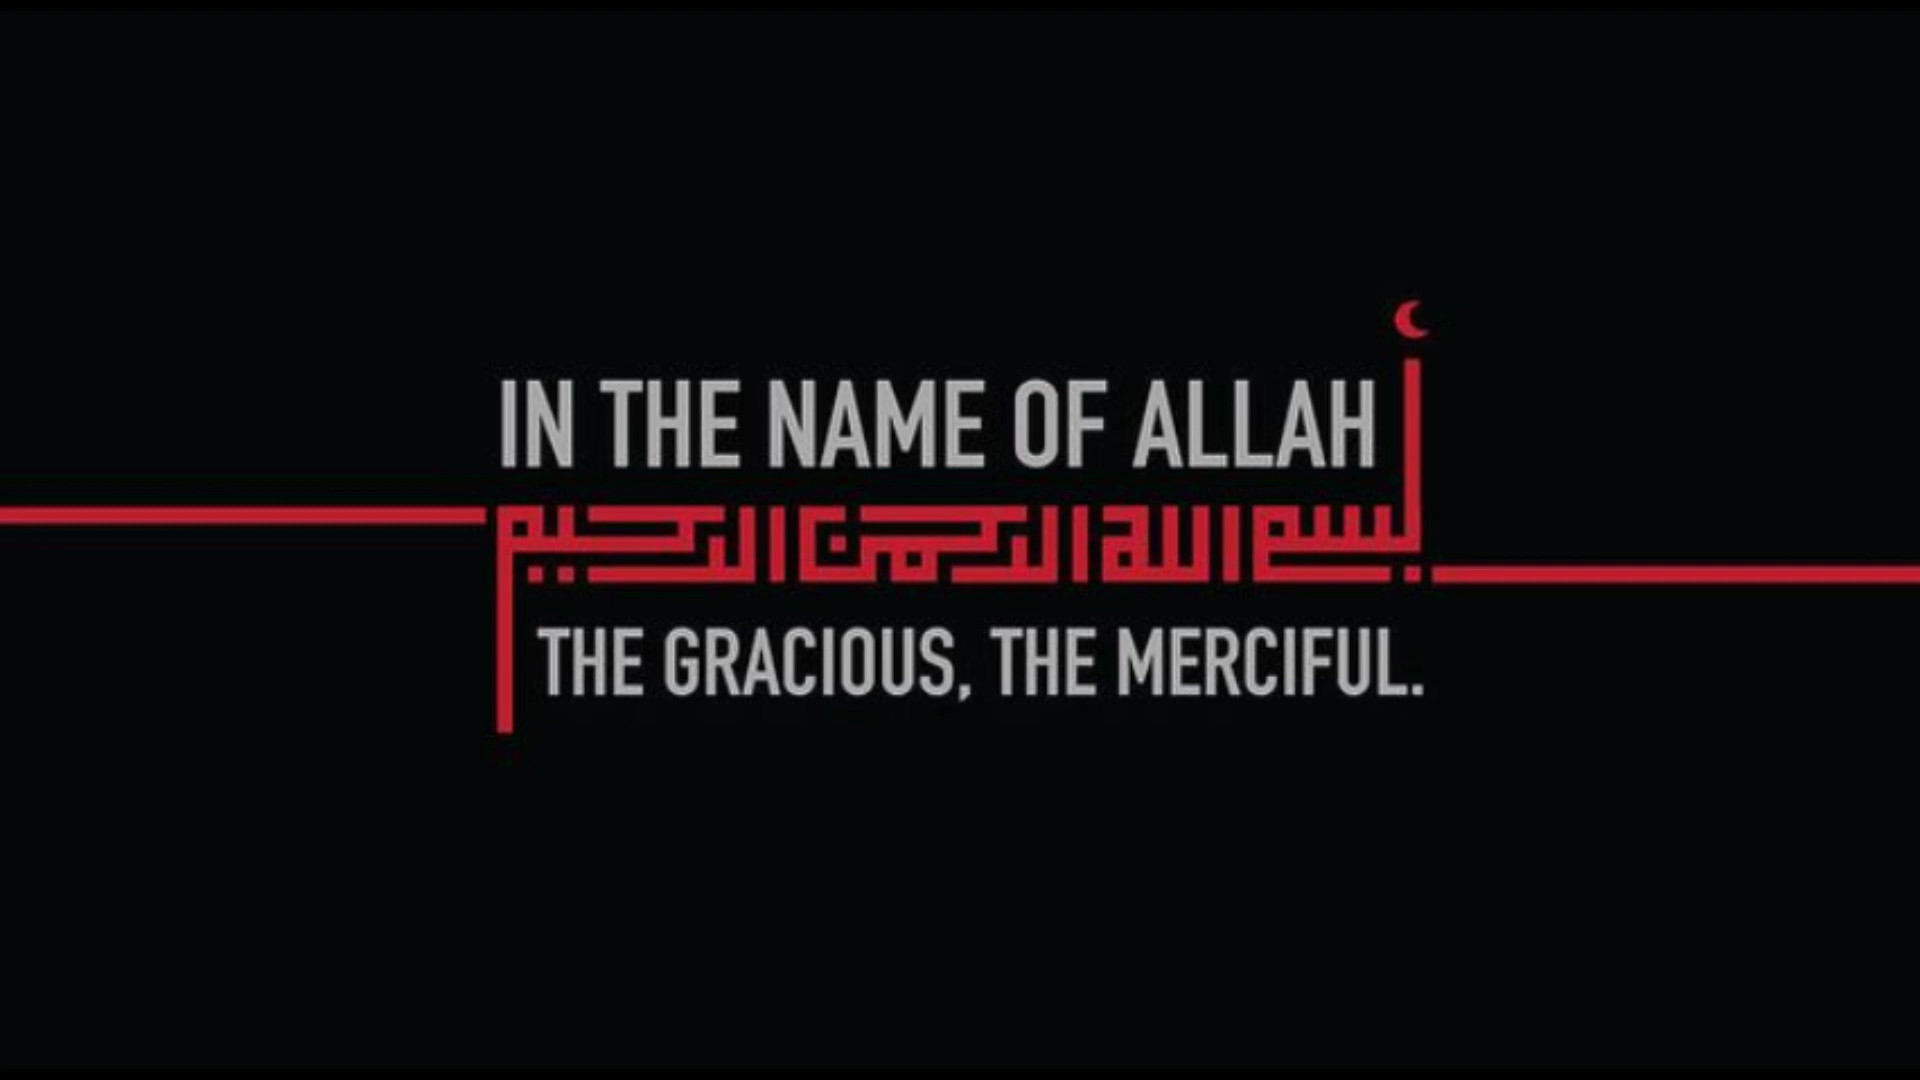 IN THE NAME OF ALLAH
بسم الله الرحمن الرحيم
THE GRACIOUS, THE MERCIFUL.